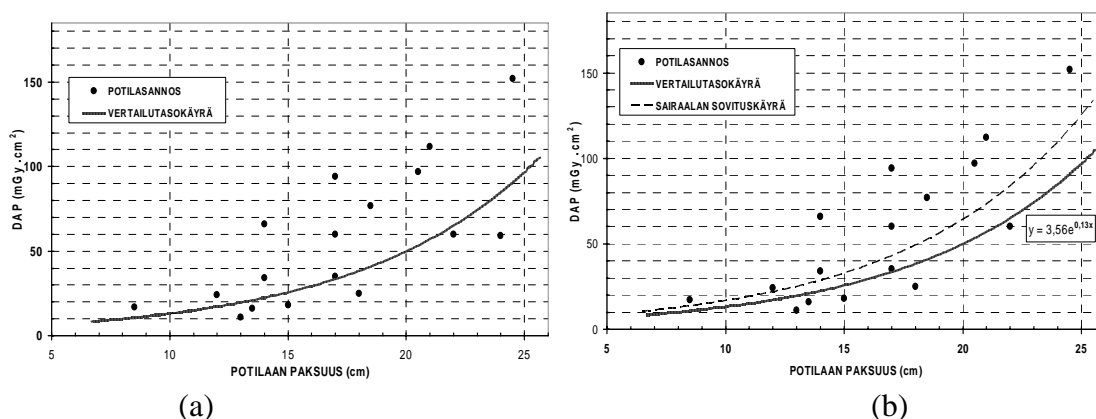 DAP (mGy.cm²)
150
100
50
0
POTILASANNOS
VERTAILUTASOKÄYRÄ
5 10 15 20 25
POTILAAN PAKSUUS (cm)
(a)
DAP (mGy.cm²)
150
100
50
0
POTILASANNOS
VERTAILUTASOKÄYRÄ
SAIRAALAN SOVITUSKÄYRÄ
y = 3,56e^0,13x
5 10 15 20 25
POTILAAN PAKSUUS (cm)
(b)